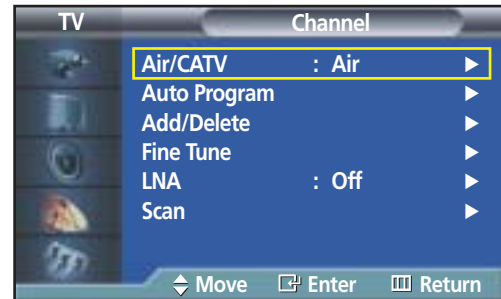 TV Channel
Air/CATV : Air
Auto Program
Add/Delete
Fine Tune
LNA : Off
Scan
Move Enter Return